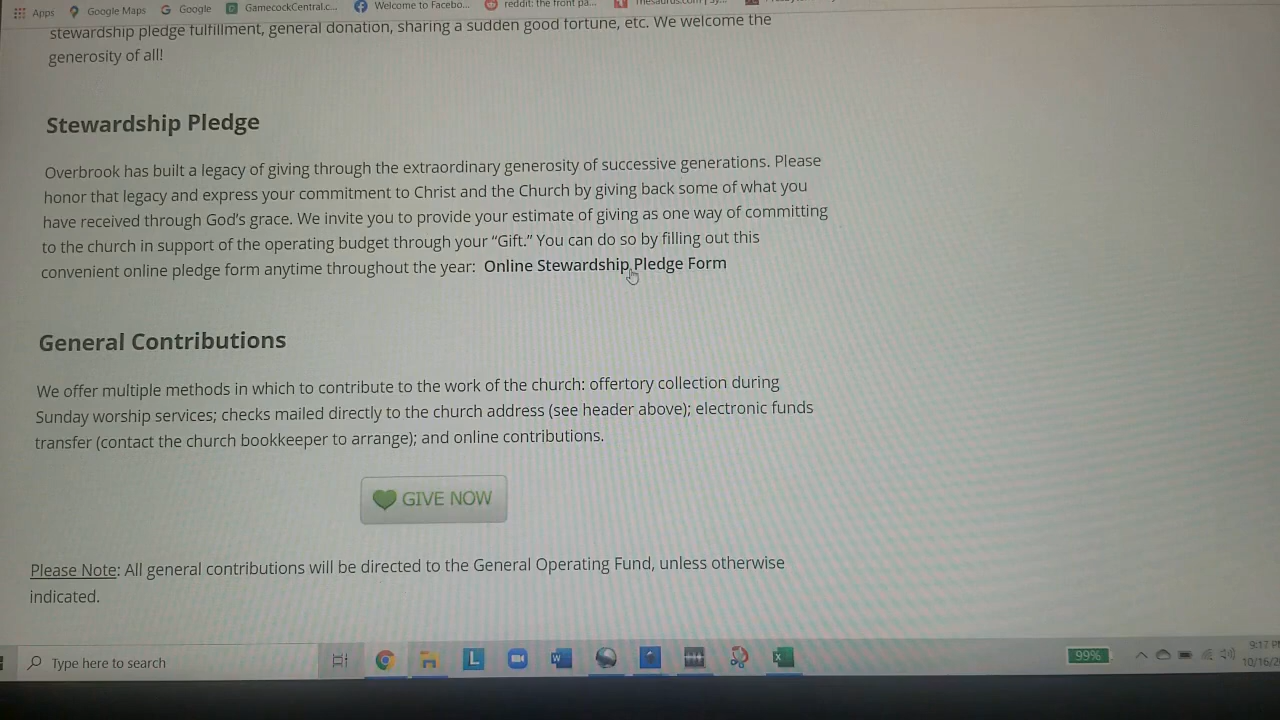 Apps Google Maps Google GamecockCentral.c... Welcome to Facebo... reddit: the front pa...
stewardship pledge fulfillment, general donation, sharing a sudden good fortune, etc. We welcome the
generosity of all!
Stewardship Pledge
Overbrook has built a legacy of giving through the extraordinary generosity of successive generations. Please
honor that legacy and express your commitment to Christ and the Church by giving back some of what you
have received through God's grace. We invite you to provide your estimate of giving as one way of committing
to the church in support of the operating budget through your “Gift.” You can do so by filling out this
convenient online pledge form anytime throughout the year: Online Stewardship Pledge Form
General Contributions
We offer multiple methods in which to contribute to the work of the church: offertory collection during
Sunday worship services; checks mailed directly to the church address (see header above); electronic funds
transfer (contact the church bookkeeper to arrange); and online contributions.
GIVE NOW
Please Note: All general contributions will be directed to the General Operating Fund, unless otherwise
indicated.
Type here to search
L
W
X
99%
9:17 P
10/16/2